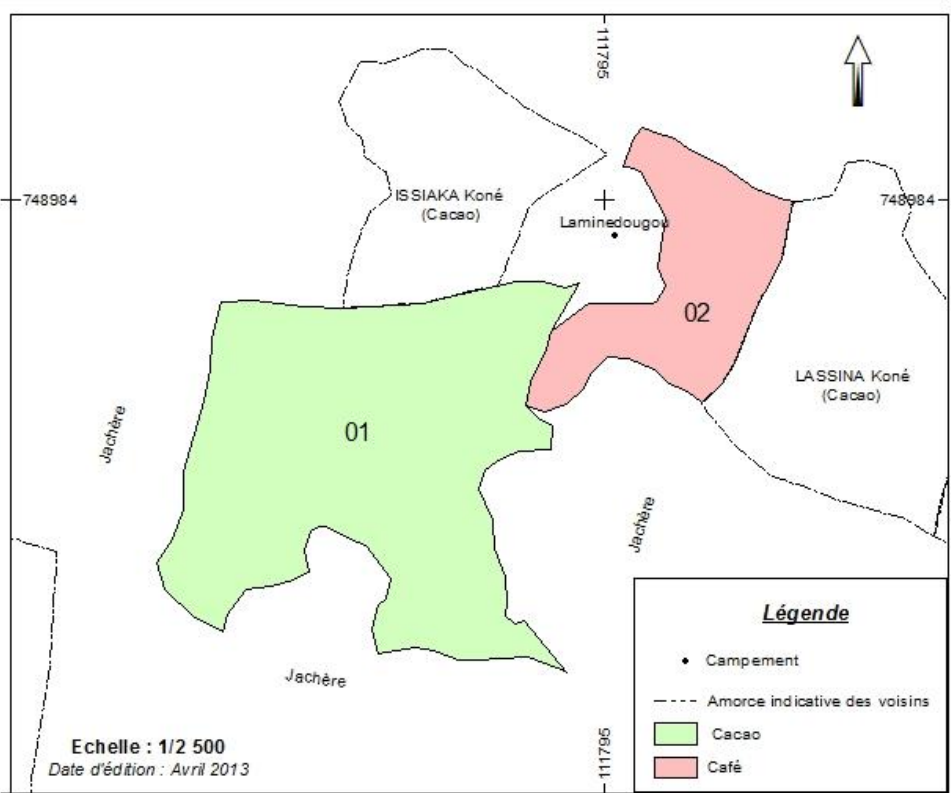 111795
748984
748984
ISSIAKA Koné
(Cacao)
Laminedougou
02
LASSINA Koné
(Cacao)
01
Jachère
Jachère
Jachère
Légende
Campement
Amorce indicative des voisins
Cacao
Café
Echelle : 1/2 500
Date d'édition : Avril 2013
111795